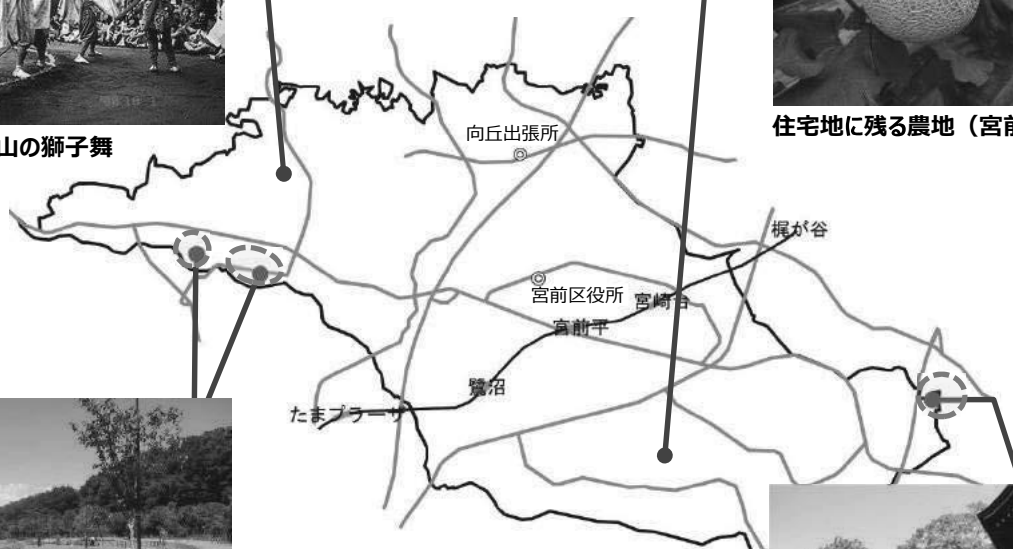 山の獅子舞
住宅地に残る農地（宮前
向丘出張所
梶が谷
宮前区役所
宮崎台
宮前平
鷺沼
たまプラーザ